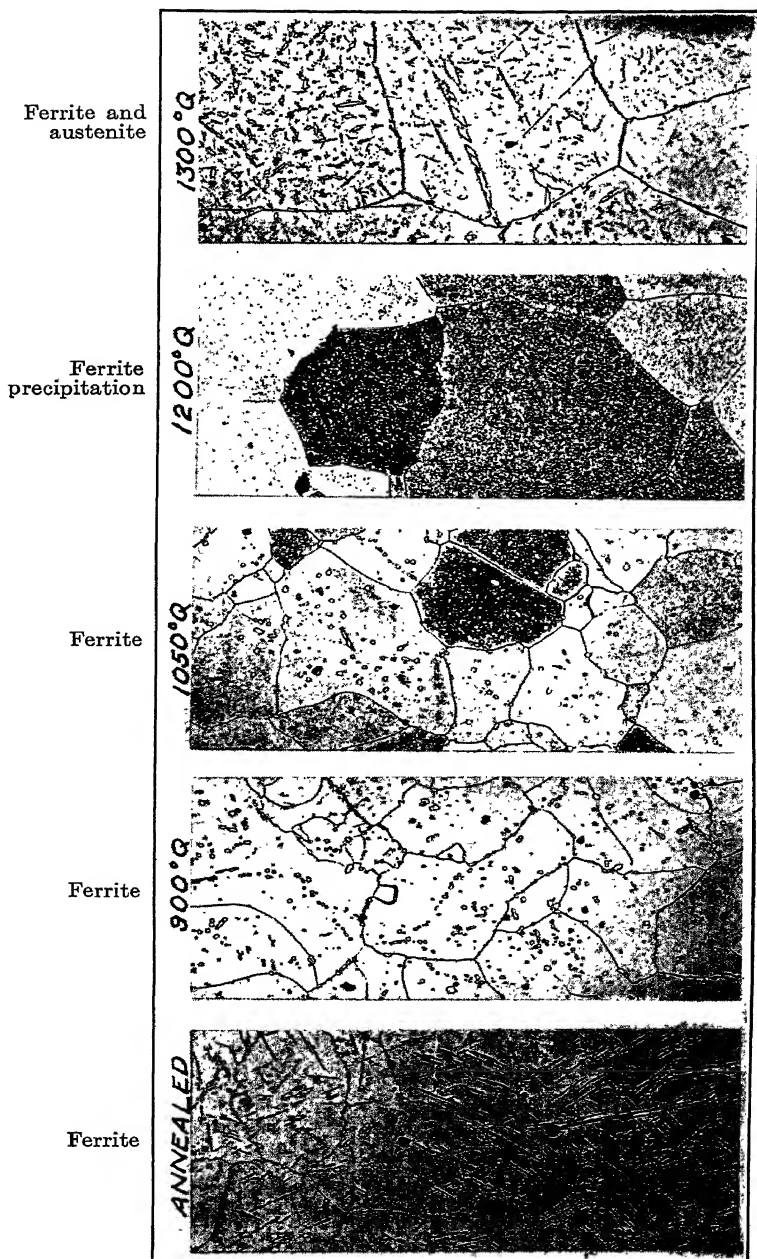 Ferrite and
austenite
1300°Q
Ferrite
precipitation
1200°Q
Ferrite
1050°Q
Ferrite
900°Q
Ferrite
ANNEALED